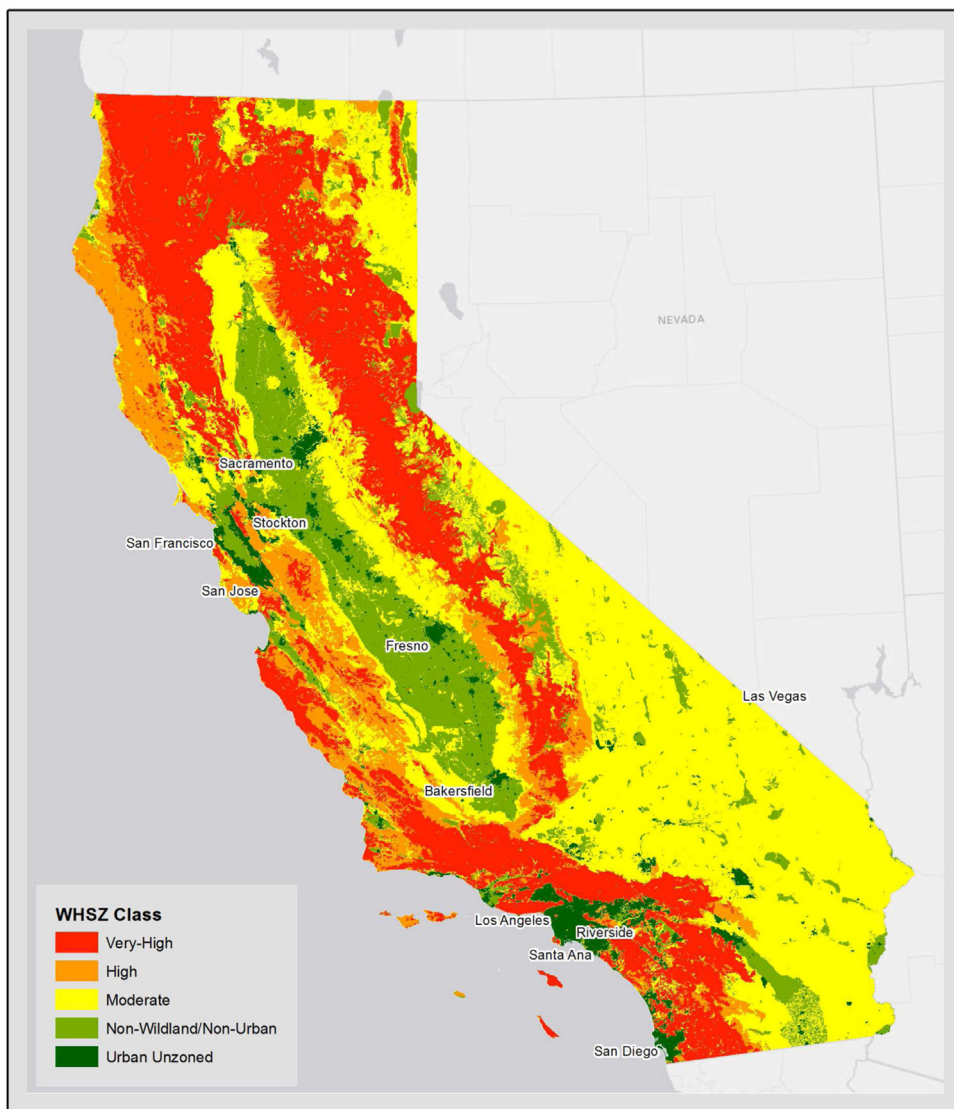 NEVADA
Sacramento
Stockton
San Francisco
San Jose
Fresno
Las Vegas
Bakersfield
Los Angeles
Riverside
Santa Ana
San Diego
WHSZ Class
Very-High
High
Moderate
Non-Wildland/Non-Urban
Urban Unzoned